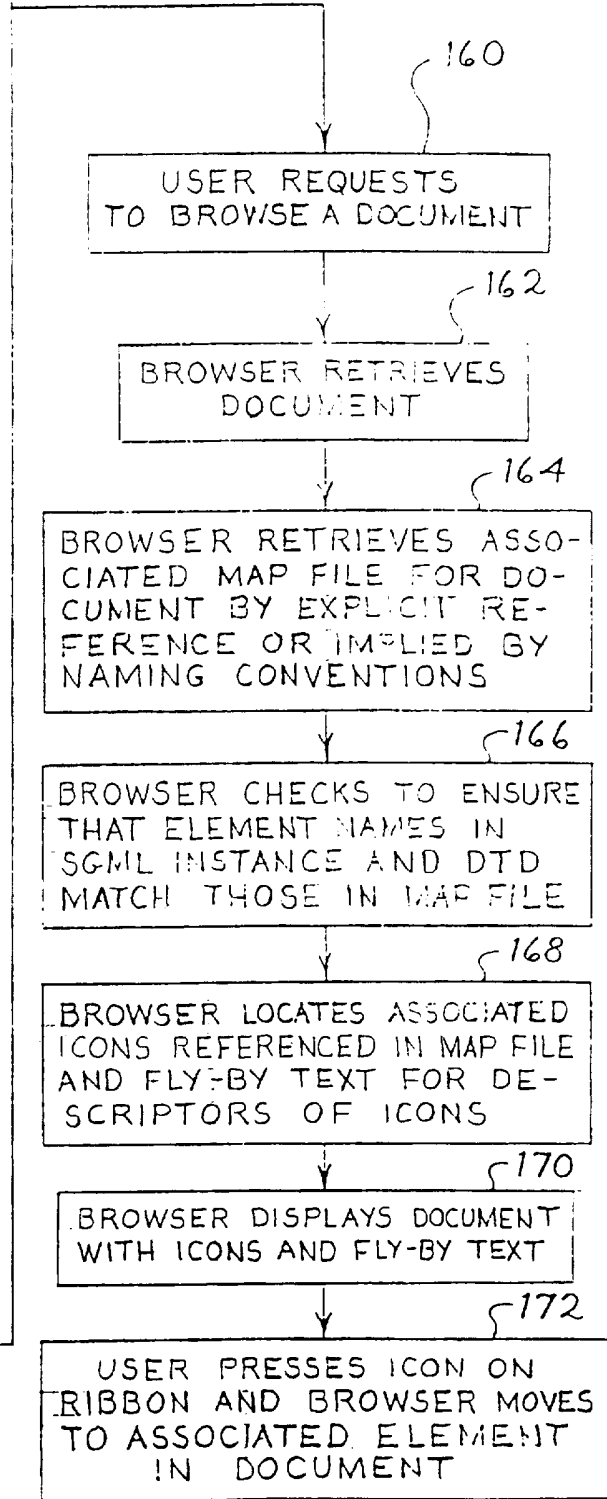 160
USER REQUESTS
TO BROWSE A DOCUMENT
162
BROWSER RETRIEVES
DOCUMENT
164
BROWSER RETRIEVES ASSO-
CIATED MAP FILE FOR DO-
CUMENT BY EXPLICIT RE-
FERENCE OR IMPLIED BY
NAMING CONVENTIONS
166
BROWSER CHECKS TO ENSURE
THAT ELEMENT NAMES IN
SGML INSTANCE AND DTD
MATCH THOSE IN MAP FILE
168
BROWSER LOCATES ASSOCIATED
ICONS REFERENCED IN MAP FILE
AND FLY-BY TEXT FOR DE-
SCRIPTORS OF ICONS
170
BROWSER DISPLAYS DOCUMENT
WITH ICONS AND FLY-BY TEXT
172
USER PRESSES ICON ON
RIBBON AND BROWSER MOVES
TO ASSOCIATED ELEMENT
IN DOCUMENT